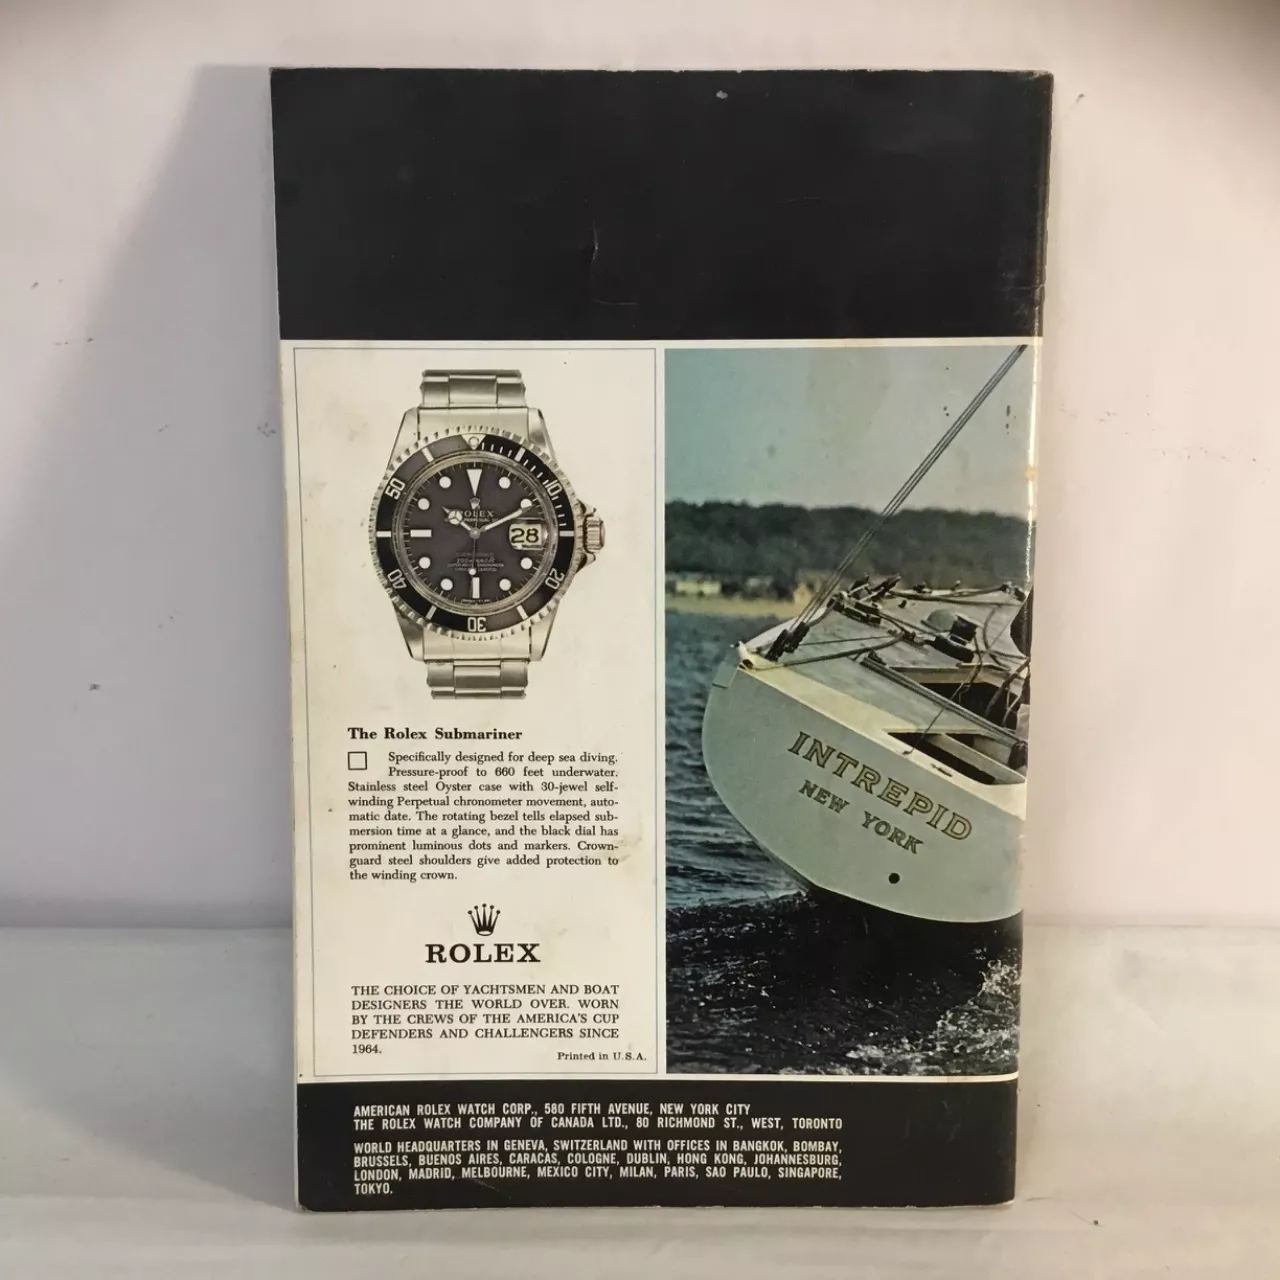 50
10
ROLEX
28
40
20
30
The Rolex Submariner
Specifically designed for deep sea diving.
Pressure-proof to 660 feet underwater.
Stainless steel Oyster case with 30-jewel self-
winding Perpetual chronometer movement, auto-
matic date. The rotating bezel tells elapsed sub-
mersion time at a glance, and the black dial has
prominent luminous dots and markers. Crown-
guard steel shoulders give added protection to
the winding crown.
ROLEX
THE CHOICE OF YACHTSMEN AND BOAT
DESIGNERS THE WORLD OVER. WORN
BY THE CREWS OF THE AMERICA'S CUP
DEFENDERS AND CHALLENGERS SINCE
1964.
Printed in U.S.A.
INTREPID
NEW YORK
AMERICAN ROLEX WATCH CORP., 580 FIFTH AVENUE, NEW YORK CITY
THE ROLEX WATCH COMPANY OF CANADA LTD., 80 RICHMOND ST., WEST, TORONTO
WORLD HEADQUARTERS IN GENEVA, SWITZERLAND WITH OFFICES IN BANGKOK, BOMBAY,
BRUSSELS, BUENOS AIRES, CARACAS, COLOGNE, DUBLIN, HONG KONG, JOHANNESBURG,
LONDON, MADRID, MELBOURNE, MEXICO CITY, MILAN, PARIS, SAO PAULO, SINGAPORE,
TOKYO.